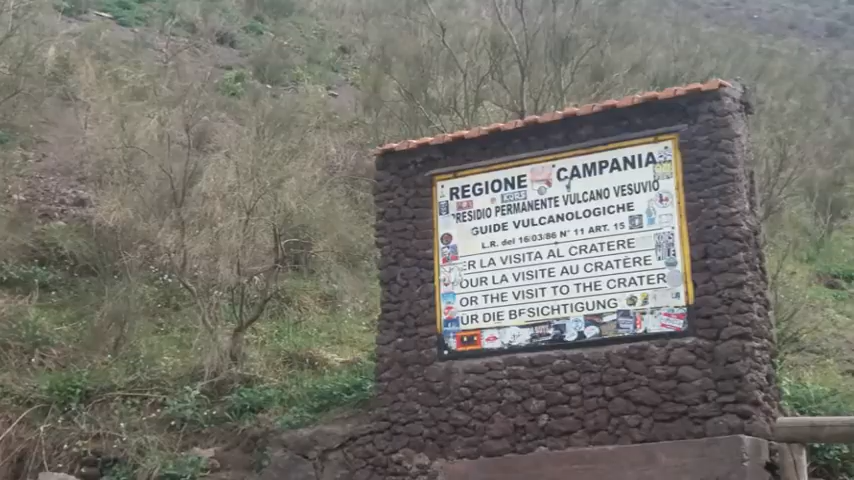 REGIONE CAMPANIA
PRESIDIO PERMANENTE VULCANO VESUVIO
GUIDE VULCANOLOGICHE
L.R. del 16/03/86 N° 11 ART. 15
ER LA VISITA AL CRATERE
OUR LA VISITE AU CRATÈRE
OR THE VISIT TO THE CRATER
ÜR DIE BESICHTIGUNG